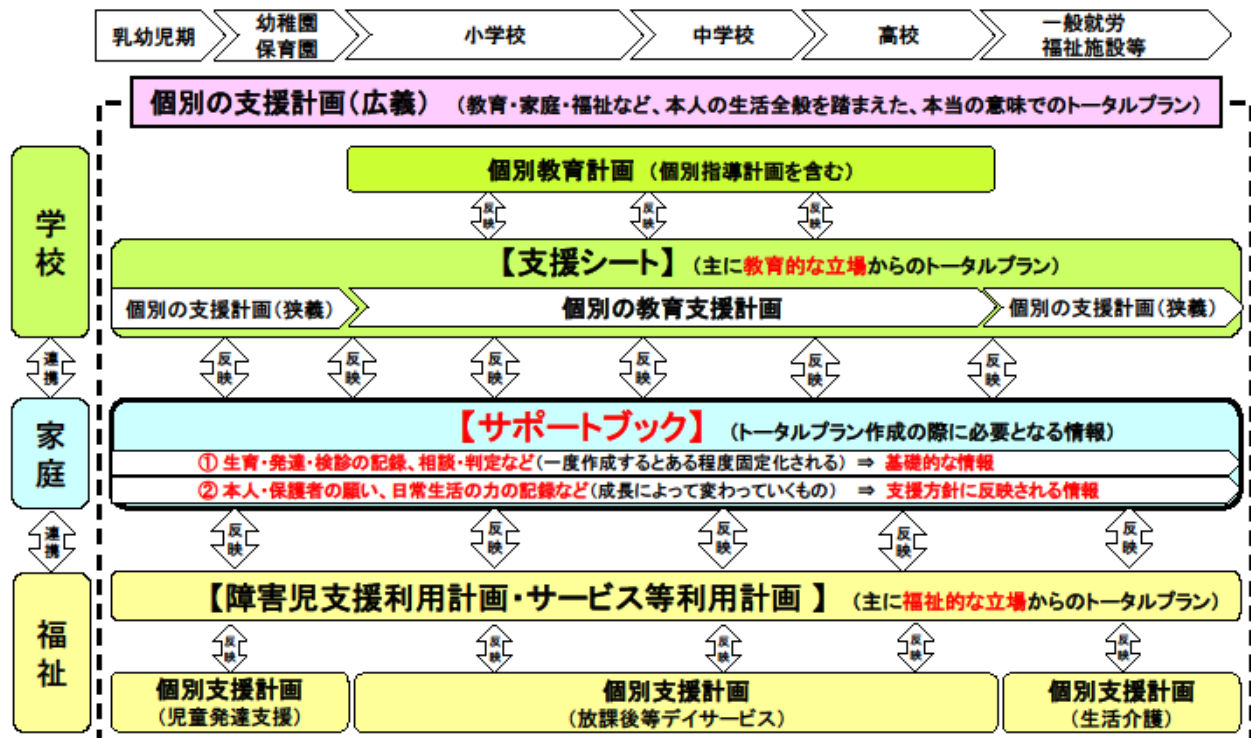 乳幼児期
幼稚園
保育園
小学校
中学校
高校
一般就労
福祉施設等
個別の支援計画(広義) (教育・家庭・福祉など、本人の生活全般を踏まえた、本当の意味でのトータルプラン)
学校
個別教育計画 (個別指導計画を含む)
反映
反映
反映
【支援シート】 (主に教育的な立場からのトータルプラン)
個別の支援計画(狭義)
個別の教育支援計画
個別の支援計画(狭義)
連携
反映
反映
反映
反映
反映
反映
家庭
【サポートブック】 (トータルプラン作成の際に必要となる情報)
① 生育・発達・検診の記録、相談・判定など(一度作成するとある程度固定化される) ⇒ 基礎的な情報
② 本人・保護者の願い、日常生活の力の記録など(成長によって変わっていくもの) ⇒ 支援方針に反映される情報
連携
反映
反映
反映
反映
反映
福祉
【障害児支援利用計画・サービス等利用計画 】 (主に福祉的な立場からのトータルプラン)
反映
反映
反映
反映
反映
個別支援計画
(児童発達支援)
個別支援計画
(放課後等デイサービス)
個別支援計画
(生活介護)